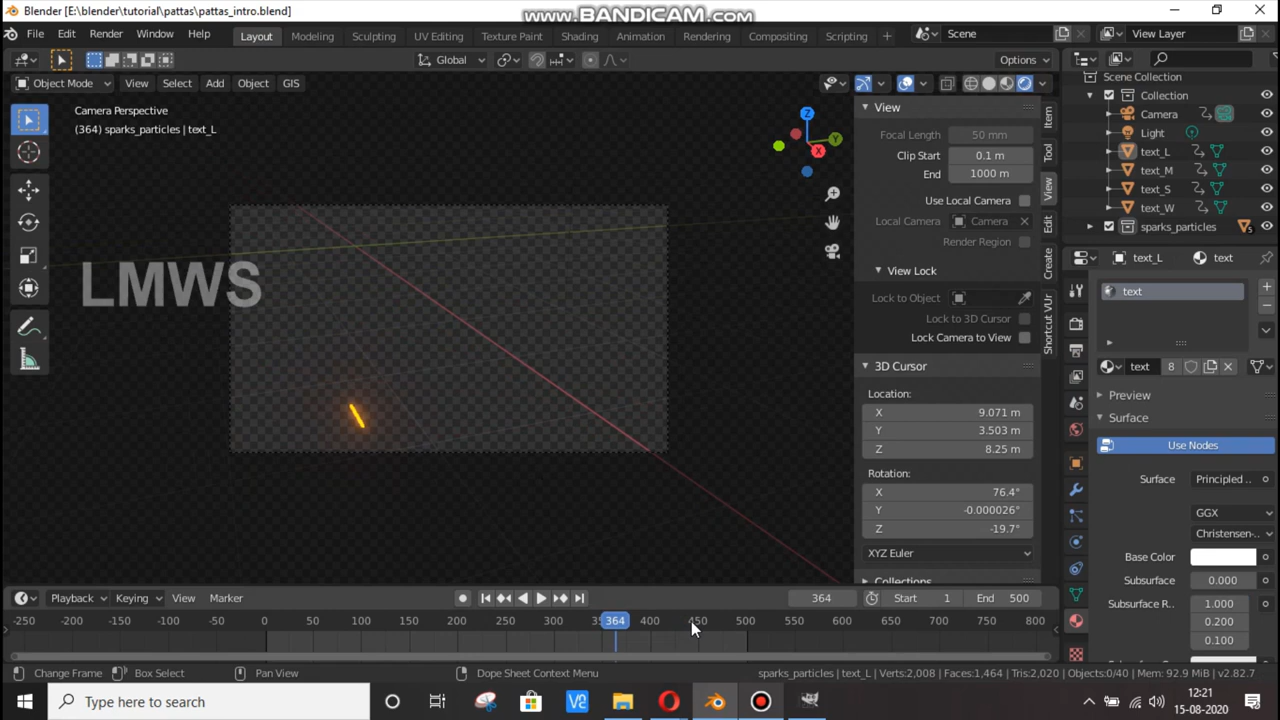 Blender [E:\blender\tutorial\pattas\pattas_intro.blend]
www.BANDICAM.com
File Edit Render Window Help
Layout Modeling Sculpting UV Editing Texture Paint Shading Animation Rendering Compositing Scripting +
Scene
View Layer
Global
Options
Object Mode View Select Add Object GIS
Camera Perspective
(364) sparks_particles | text_L
LMWS
Z
Y
X
View
Focal Length 50 mm
Clip Start 0.1 m
End 1000 m
Use Local Camera
Local Camera Camera
Render Region
View Lock
Lock to Object
Lock to 3D Cursor
Lock Camera to View
3D Cursor
Location:
X 9.071 m
Y 3.503 m
Z 8.25 m
Rotation:
X 76.4°
Y -0.000026°
Z -19.7°
XYZ Euler
Collections
Item
Tool
View
Edit
Create
Shortcut VUr
Scene Collection
Collection
Camera
Light
text_L
text_M
text_S
text_W
sparks_particles 5
text_L text
text
text 8
Preview
Surface
Use Nodes
Surface Principled ..
GGX
Christensen-..
Base Color
Subsurface 0.000
Subsurface R.. 1.000
0.200
0.100
Playback Keying View Marker
364 Start 1 End 500
-250 -200 -150 -100 -50 0 50 100 150 200 250 300 364 400 450 500 550 600 650 700 750 800
Change Frame Box Select Pan View Dope Sheet Context Menu
sparks_particles | text_L | Verts:2,008 | Faces:1,464 | Tris:2,020 | Objects:0/40 | Mem: 92.9 MiB | v2.82.7
Type here to search
12:21
15-08-2020